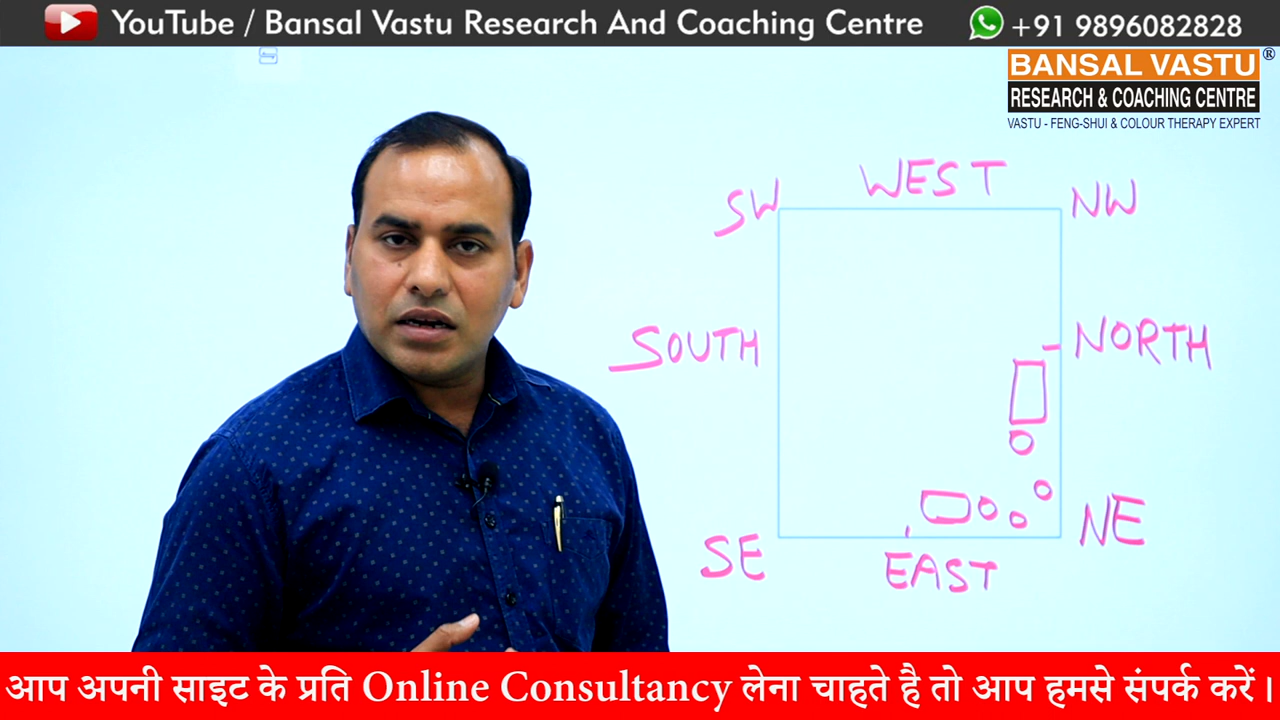 YouTube / Bansal Vastu Research And Coaching Centre
+91 9896082828
BANSAL VASTU®
RESEARCH & COACHING CENTRE
VASTU - FENG-SHUI & COLOUR THERAPY EXPERT
SW
WEST
NW
SOUTH
NORTH
SE
EAST
NE
आप अपनी साइट के प्रति Online Consultancy लेना चाहते है तो आप हमसे संपर्क करें।